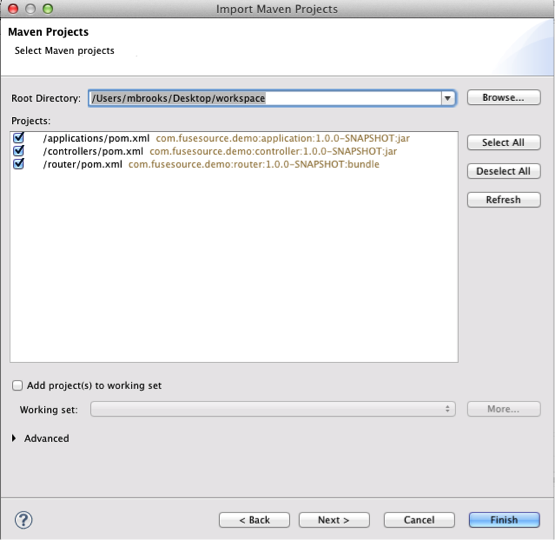 Import Maven Projects
Maven Projects
Select Maven projects
Root Directory: /Users/mbrooks/Desktop/workspace Browse...
Projects:
/applications/pom.xml com.fusesource.demo:application:1.0.0-SNAPSHOT:jar
/controllers/pom.xml com.fusesource.demo:controller:1.0.0-SNAPSHOT:jar
/router/pom.xml com.fusesource.demo:router:1.0.0-SNAPSHOT:bundle
Select All
Deselect All
Refresh
Add project(s) to working set
Working set: More...
Advanced
? < Back Next > Cancel Finish